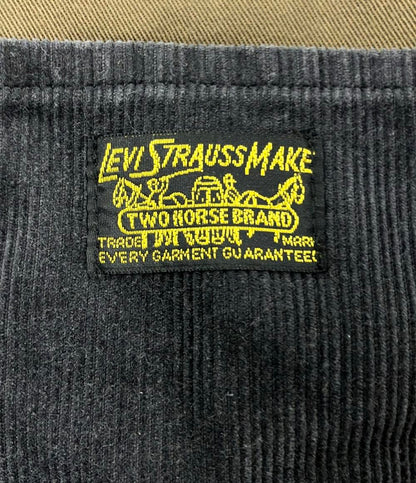 LEVI STRAUSS MAKE
TWO HORSE BRAND
TRADE MARK
EVERY GARMENT GUARANTEED